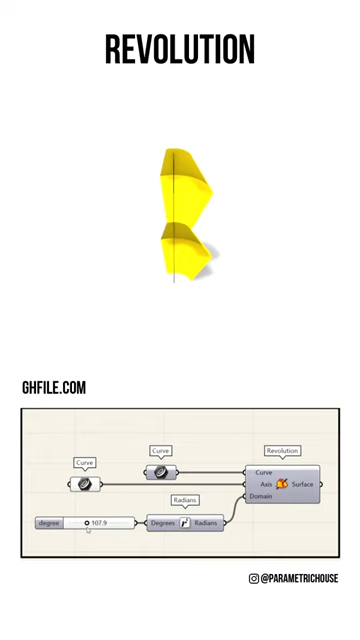 REVOLUTION
GHFILE.COM
Curve
Curve
Revolution
Curve
Axis
Surface
Domain
Radians
degree
107.9
Degrees
Radians
@PARAMETRICHOUSE